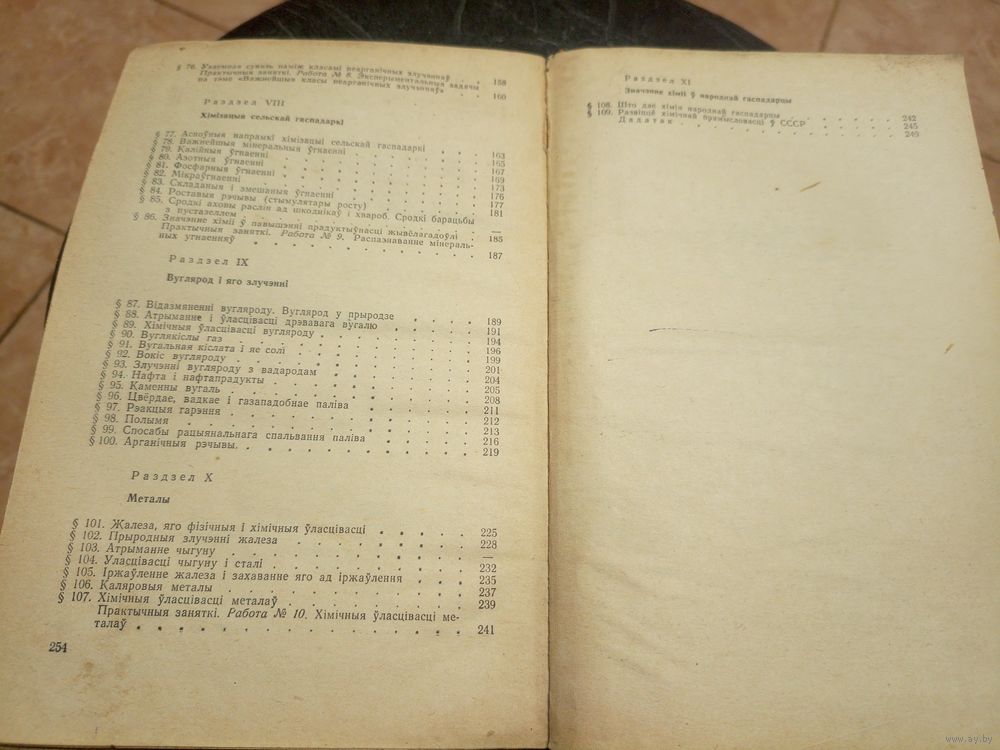 § 76. Узаемная сувязь паміж класамі неарганічных злучэнняў
Практычныя заняткі. Работа № 8. Эксперыментальныя задачы . . 158
на тэме «Важнейшыя класы неарганічных злучэнняў» . . 160
Раздзел VIII
Хімізацыя сельскай гаспадаркі
§ 77. Асноўныя напрамкі хімізацыі сельскай гаспадаркі . . . 163
§ 78. Важнейшыя мінеральныя ўгнаенні . . . 165
§ 79. Калійныя ўгнаенні . . . 167
§ 80. Азотныя ўгнаенні . . . 169
§ 81. Фосфарныя ўгнаенні . . . 173
§ 82. Мікраўгнаенні . . . 176
§ 83. Складаныя і змешаныя ўгнаенні . . . 177
§ 84. Роставыя рэчывы (стымулятары росту) . . . 181
§ 85. Сродкі аховы раслін ад шкоднікаў і хвароб. Сродкі барацьбы
з пустазеллем . . . —
§ 86. Значэнне хіміі ў павышэнні прадуктыўнасці жывёлагадоўлі . 185
Практычныя заняткі. Работа № 9. Распазнаванне мінераль-
ных угнаенняў . . . 187
Раздзел IX
Вуглярод і яго злучэнні
§ 87. Відазмяненні вугляроду. Вуглярод у прыродзе . . . 189
§ 88. Атрыманне і ўласцівасці дрэвавага вугалю . . . 191
§ 89. Хімічныя ўласцівасці вугляроду . . . 194
§ 90. Вуглякіслы газ . . . 196
§ 91. Вугальная кіслата і яе солі . . . 199
§ 92. Вокіс вугляроду . . . 201
§ 93. Злучэнні вугляроду з вадародам . . . 204
§ 94. Нафта і нафтапрадукты . . . 205
§ 95. Каменны вугаль . . . 208
§ 96. Цвёрдае, вадкае і газападобнае паліва . . . 211
§ 97. Рэакцыя гарэння . . . 212
§ 98. Полымя . . . 213
§ 99. Спосабы рацыянальнага спальвання паліва . . . 216
§ 100. Арганічныя рэчывы. . . . 219
Раздзел X
Металы
§ 101. Жалеза, яго фізічныя і хімічныя ўласцівасці . . . 225
§ 102. Прыродныя злучэнні жалеза . . . 228
§ 103. Атрыманне чыгуну . . . —
§ 104. Уласцівасці чыгуну і сталі . . . 232
§ 105. Іржаўленне жалеза і захаванне яго ад іржаўлення . . . 235
§ 106. Каляровыя металы . . . 237
§ 107. Хімічныя ўласцівасці металаў . . . 239
Практычныя заняткі. Работа № 10. Хімічныя ўласцівасці ме-
талаў . . . 241
254
Раздзел XI
Значэнне хіміі ў народнай гаспадарцы
§ 108. Што дае хімія народнай гаспадарцы . . . 242
§ 109. Развіццё хімічнай прамысловасці ў СССР . . . 245
Дадатак . . . 249
www.ay.by